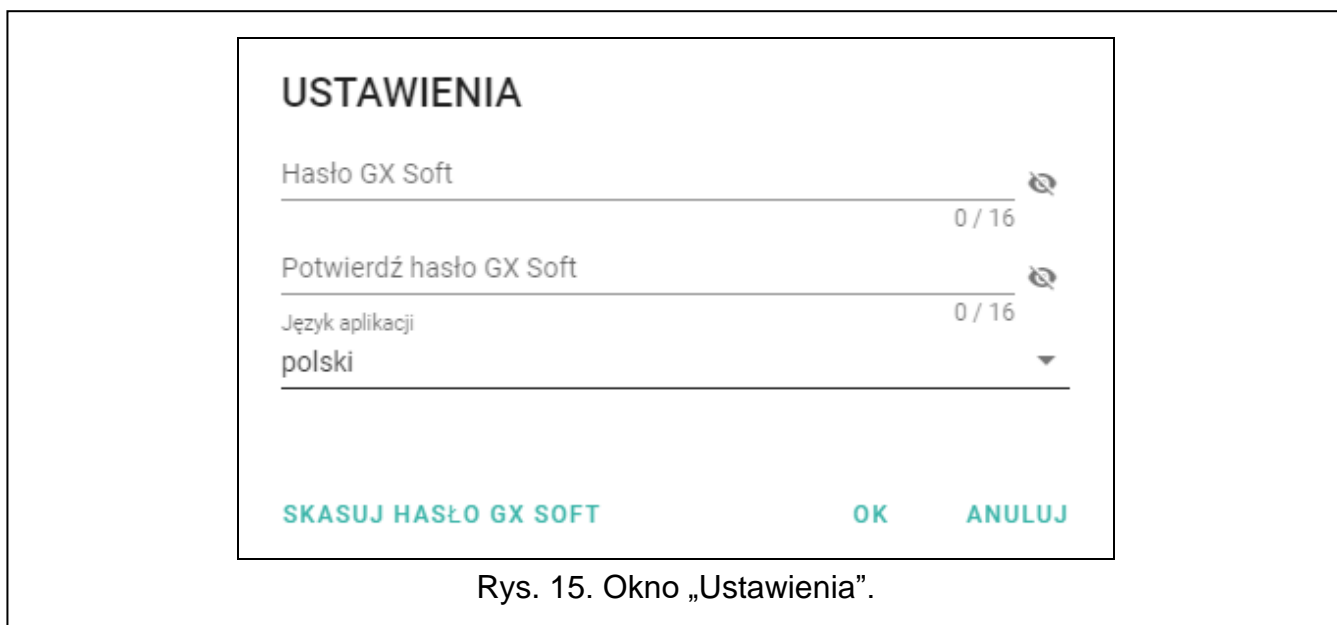 USTAWIENIA
Hasło GX Soft
0 / 16
Potwierdź hasło GX Soft
0 / 16
Język aplikacji
polski
SKASUJ HASŁO GX SOFT OK ANULUJ
Rys. 15. Okno „Ustawienia”.